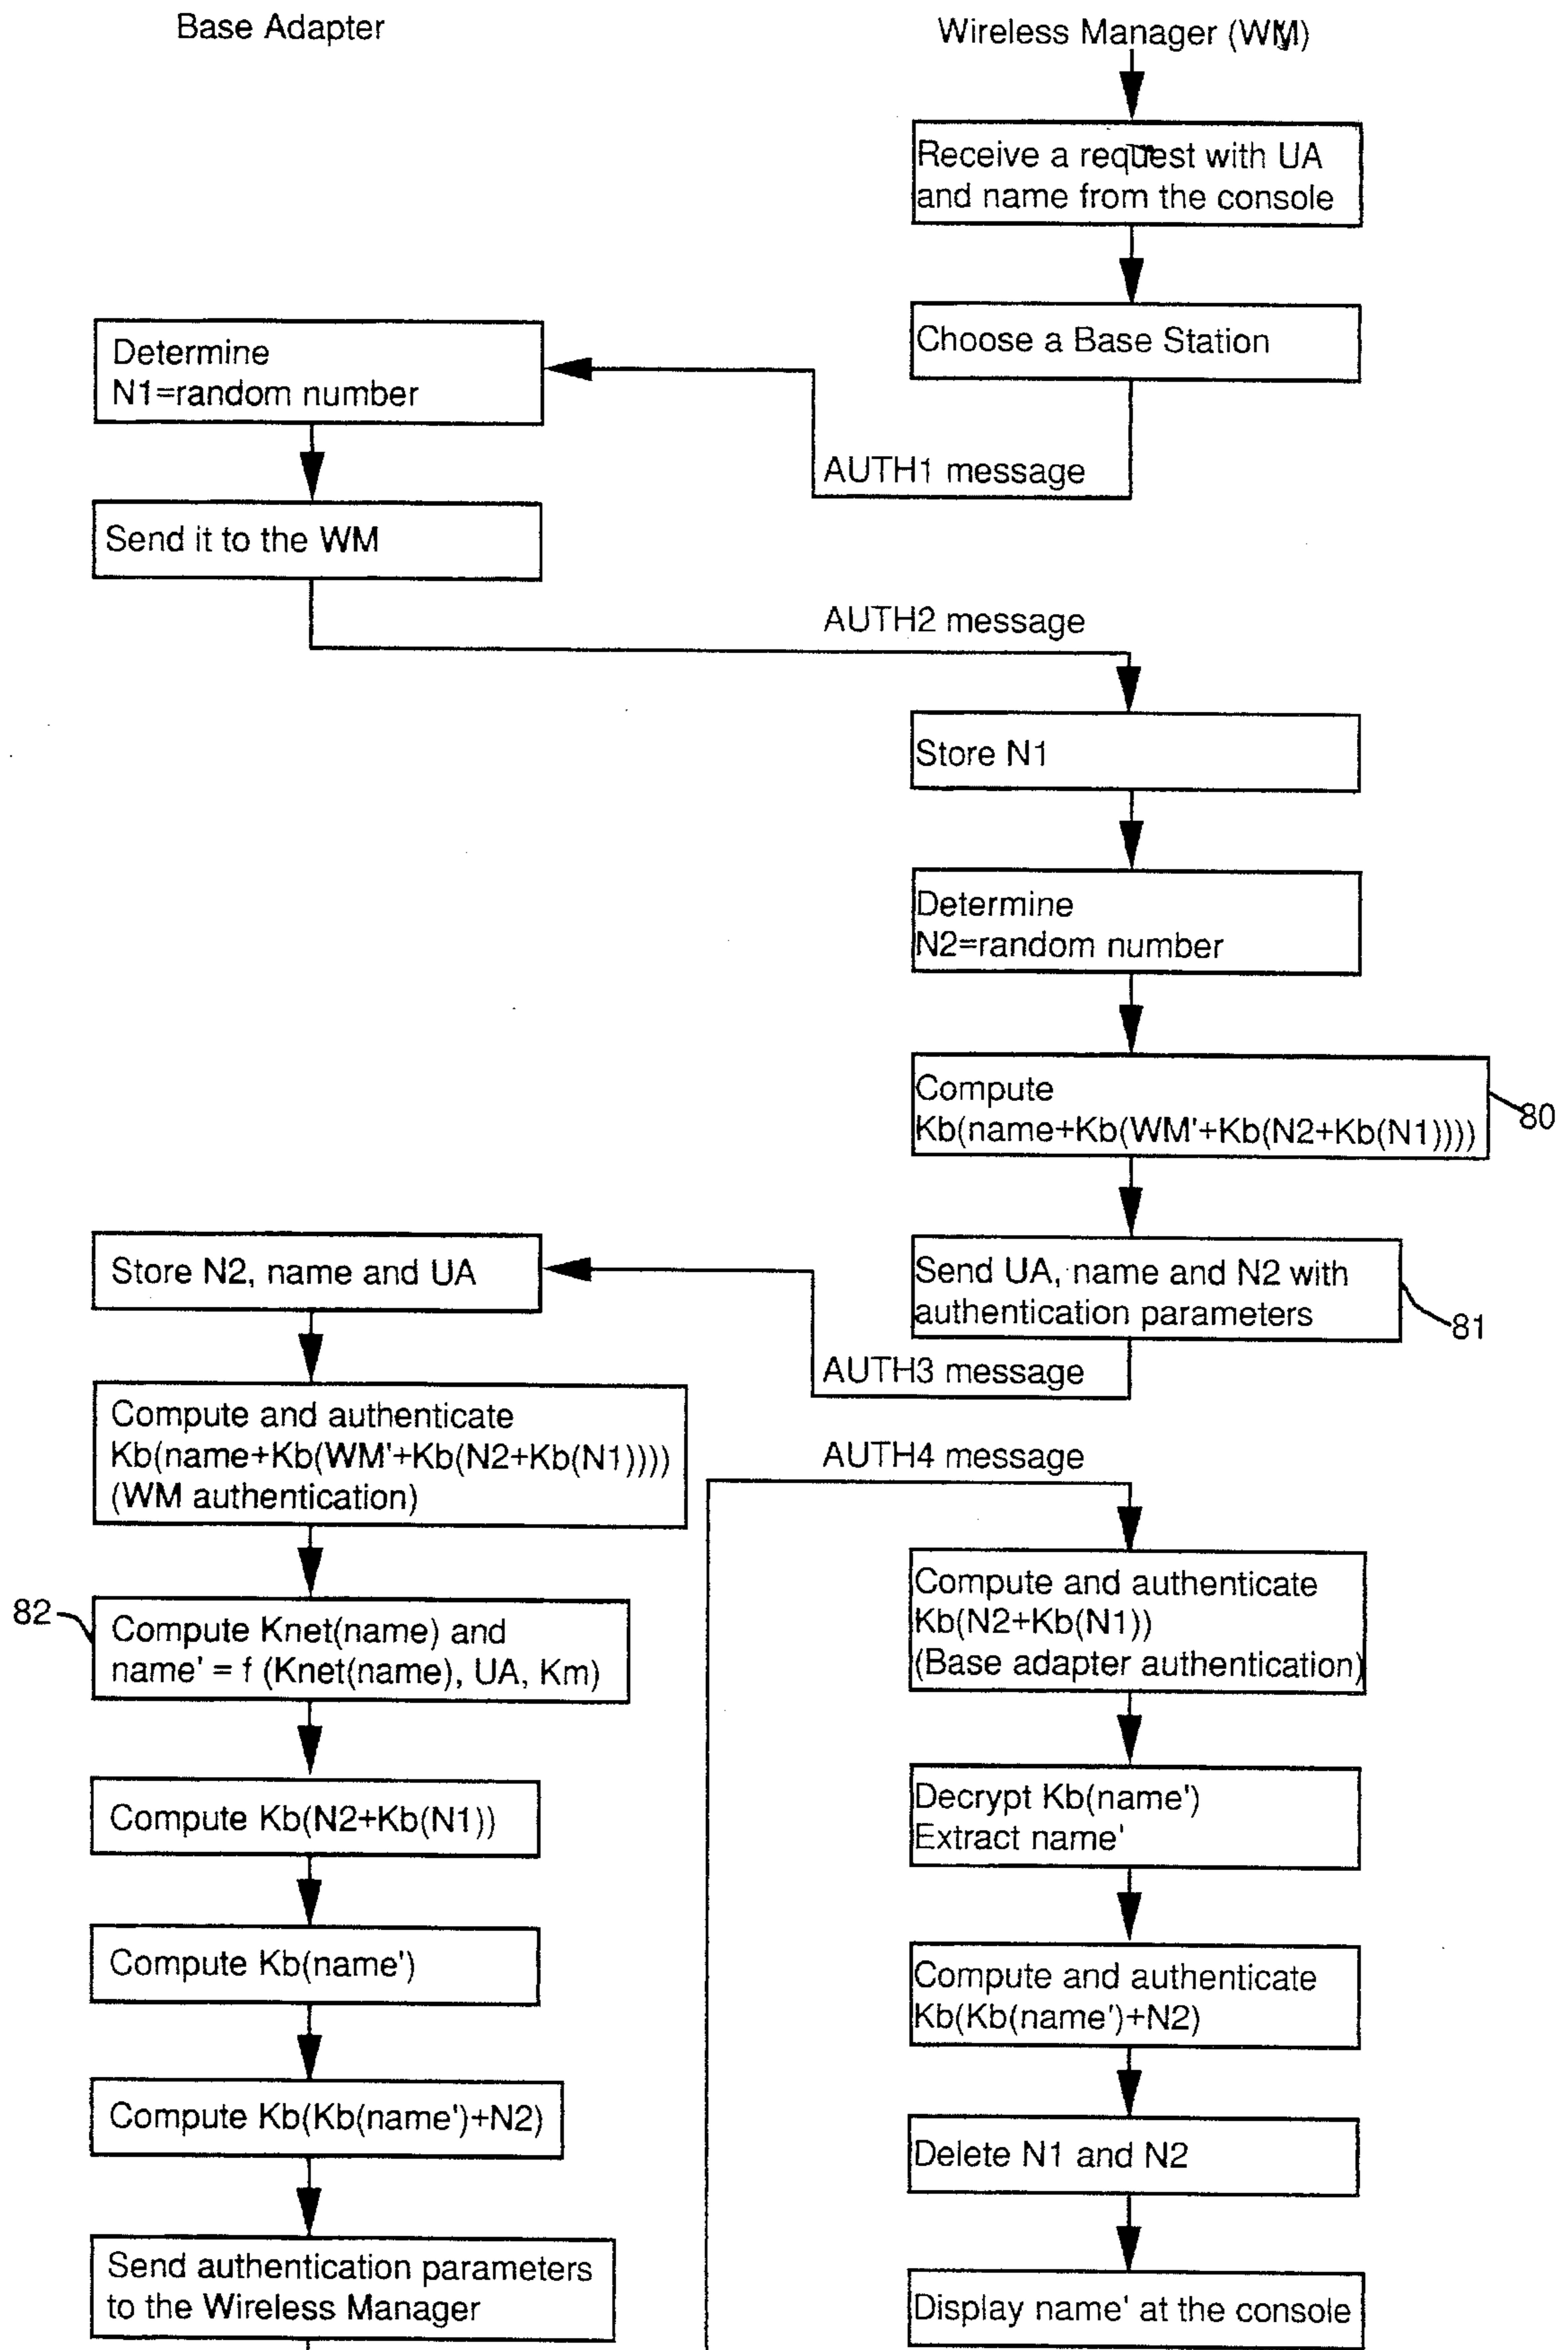 Base Adapter
Wireless Manager (WM)
Receive a request with UA
and name from the console
Choose a Base Station
Determine
N1=random number
AUTH1 message
Send it to the WM
AUTH2 message
Store N1
Determine
N2=random number
Compute
Kb(name+Kb(WM'+Kb(N2+Kb(N1))))
80
Send UA, name and N2 with
authentication parameters
81
Store N2, name and UA
AUTH3 message
Compute and authenticate
Kb(name+Kb(WM'+Kb(N2+Kb(N1))))
(WM authentication)
AUTH4 message
Compute and authenticate
Kb(N2+Kb(N1))
(Base adapter authentication)
82
Compute Knet(name) and
name' = f (Knet(name), UA, Km)
Compute Kb(N2+Kb(N1))
Decrypt Kb(name')
Extract name'
Compute Kb(name')
Compute and authenticate
Kb(Kb(name')+N2)
Compute Kb(Kb(name')+N2)
Delete N1 and N2
Send authentication parameters
to the Wireless Manager
Display name' at the console